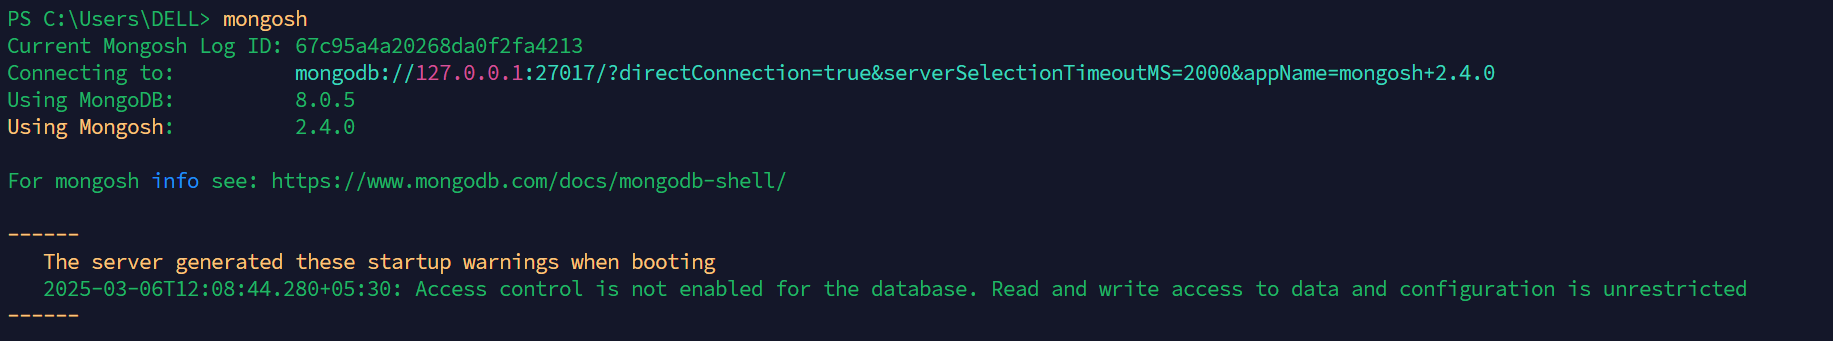 PS C:\Users\DELL> mongosh
Current Mongosh Log ID: 67c95a4a20268da0f2fa4213
Connecting to:          mongodb://127.0.0.1:27017/?directConnection=true&serverSelectionTimeoutMS=2000&appName=mongosh+2.4.0
Using MongoDB:          8.0.5
Using Mongosh:          2.4.0
For mongosh info see: https://www.mongodb.com/docs/mongodb-shell/
------
   The server generated these startup warnings when booting
   2025-03-06T12:08:44.280+05:30: Access control is not enabled for the database. Read and write access to data and configuration is unrestricted
------